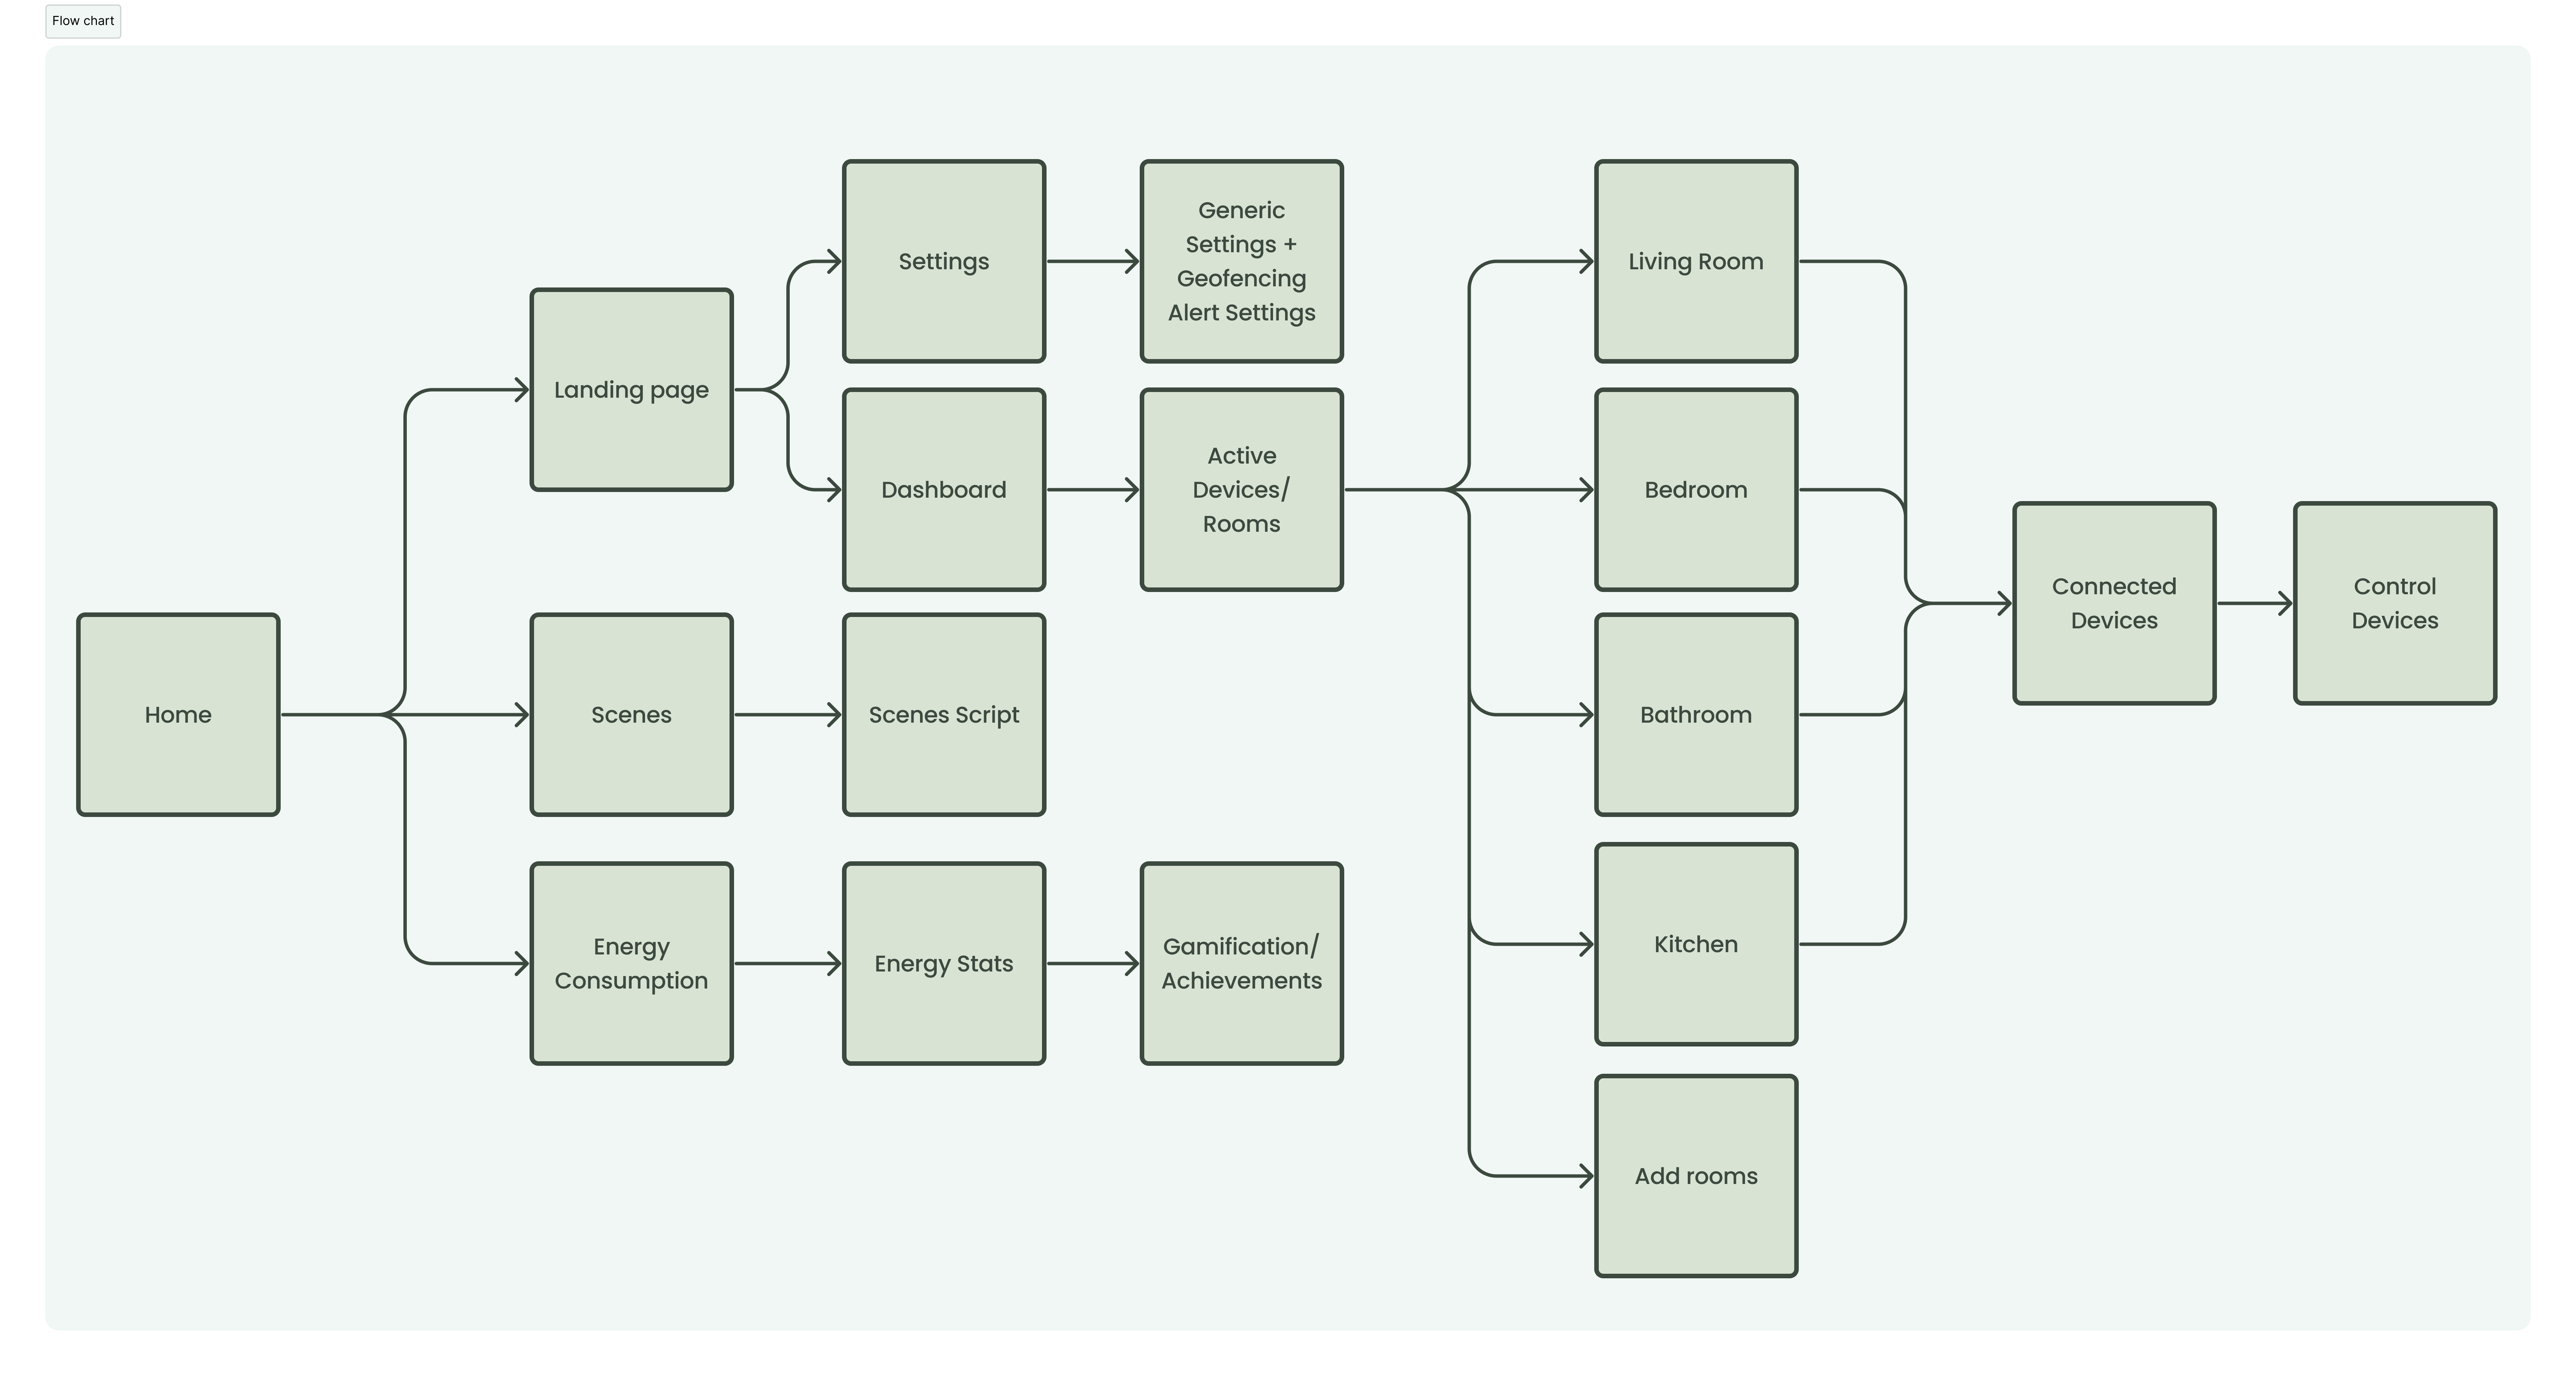 Flow chart
Settings
Generic
Settings +
Geofencing
Alert Settings
Living Room
Landing page
Dashboard
Active
Devices/
Rooms
Bedroom
Connected
Devices
Control
Devices
Home
Scenes
Scenes Script
Bathroom
Energy
Consumption
Energy Stats
Gamification/
Achievements
Kitchen
Add rooms